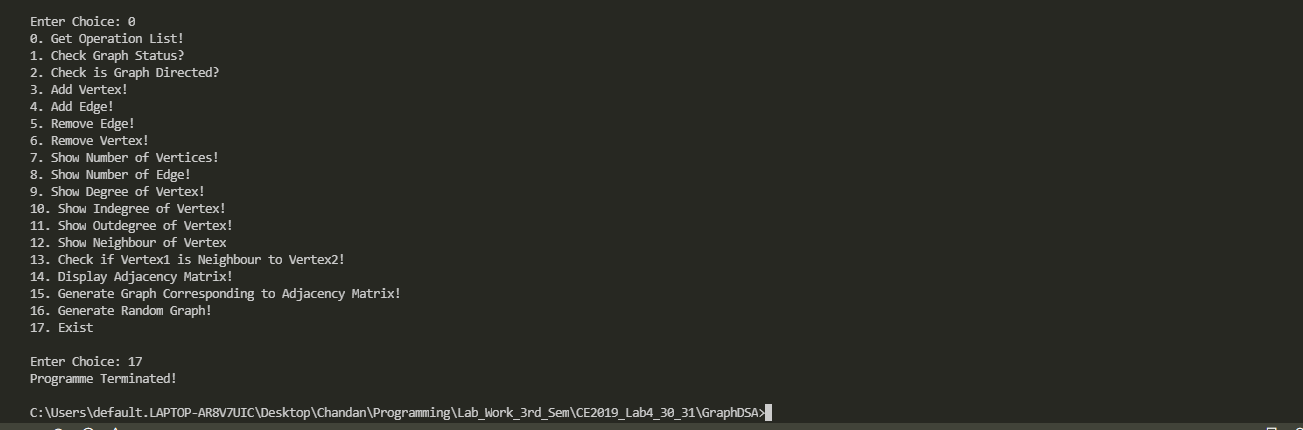 Enter Choice: 0
0. Get Operation List!
1. Check Graph Status?
2. Check is Graph Directed?
3. Add Vertex!
4. Add Edge!
5. Remove Edge!
6. Remove Vertex!
7. Show Number of Vertices!
8. Show Number of Edge!
9. Show Degree of Vertex!
10. Show Indegree of Vertex!
11. Show Outdegree of Vertex!
12. Show Neighbour of Vertex
13. Check if Vertex1 is Neighbour to Vertex2!
14. Display Adjacency Matrix!
15. Generate Graph Corresponding to Adjacency Matrix!
16. Generate Random Graph!
17. Exist
Enter Choice: 17
Programme Terminated!
C:\Users\default.LAPTOP-AR8V7UIC\Desktop\Chandan\Programming\Lab_Work_3rd_Sem\CE2019_Lab4_30_31\GraphDSA>